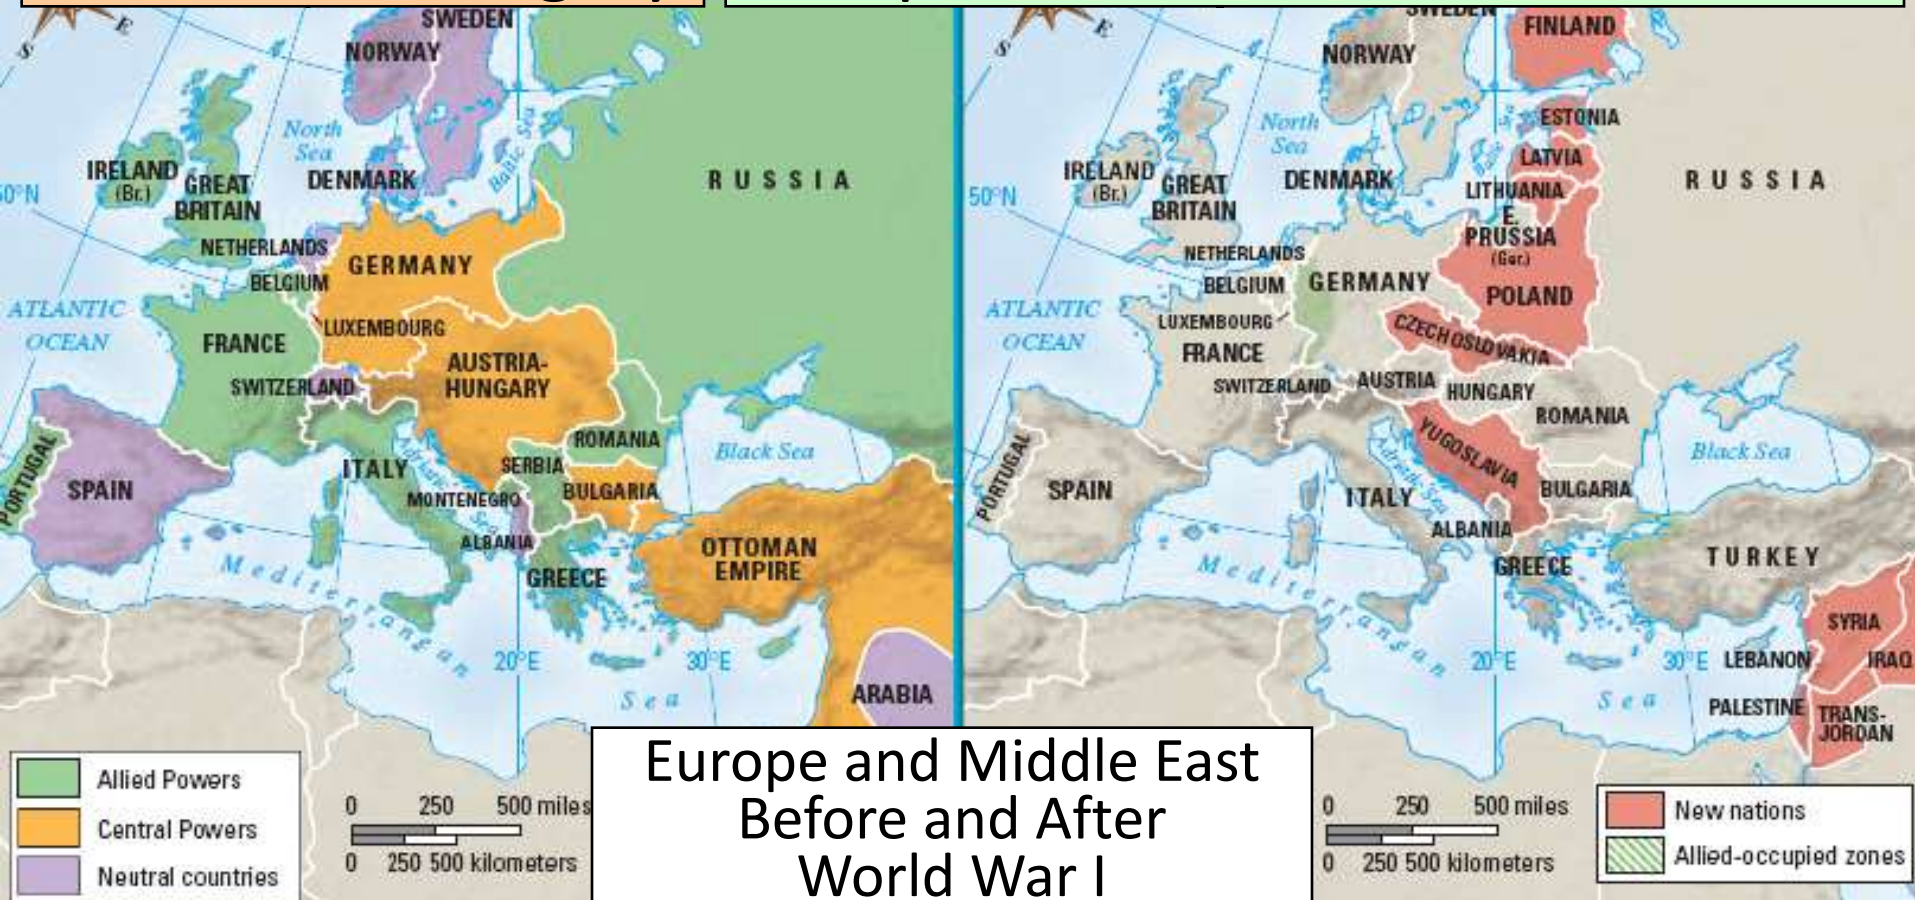 S
E
SWEDEN
NORWAY
North
Sea
Baltic Sea
IRELAND
(Br.)
GREAT
BRITAIN
DENMARK
RUSSIA
50°N
NETHERLANDS
GERMANY
BELGIUM
ATLANTIC
OCEAN
LUXEMBOURG
FRANCE
AUSTRIA-
HUNGARY
SWITZERLAND
ROMANIA
Black Sea
PORTUGAL
SPAIN
ITALY
Adriatic Sea
SERBIA
BULGARIA
MONTENEGRO
ALBANIA
GREECE
OTTOMAN
EMPIRE
Mediterranean
Sea
20°E
30°E
ARABIA
Allied Powers
Central Powers
Neutral countries
0 250 500 miles
0 250 500 kilometers
Europe and Middle East
Before and After
World War I
S
E
SWEDEN
NORWAY
FINLAND
North
Sea
ESTONIA
LATVIA
LITHUANIA
IRELAND
(Br.)
GREAT
BRITAIN
DENMARK
RUSSIA
50°N
E.
PRUSSIA
(Ger.)
NETHERLANDS
BELGIUM
GERMANY
POLAND
ATLANTIC
OCEAN
LUXEMBOURG
FRANCE
CZECHOSLOVAKIA
SWITZERLAND
AUSTRIA
HUNGARY
ROMANIA
YUGOSLAVIA
Black Sea
PORTUGAL
SPAIN
ITALY
Adriatic Sea
BULGARIA
ALBANIA
GREECE
TURKEY
Mediterranean
Sea
20°E
30°E
SYRIA
LEBANON
IRAQ
PALESTINE
TRANS-
JORDAN
0 250 500 miles
0 250 500 kilometers
New nations
Allied-occupied zones